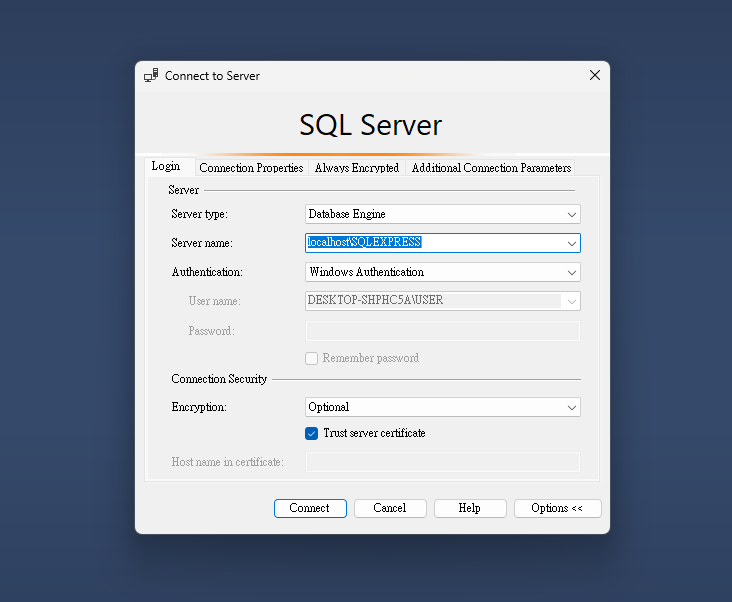 Connect to Server
SQL Server
Login Connection Properties Always Encrypted Additional Connection Parameters
Server
Server type: Database Engine
Server name: localhost\SQLEXPRESS
Authentication: Windows Authentication
User name: DESKTOP-SHPHC5A\USER
Password:
Remember password
Connection Security
Encryption: Optional
Trust server certificate
Host name in certificate:
Connect Cancel Help Options <<